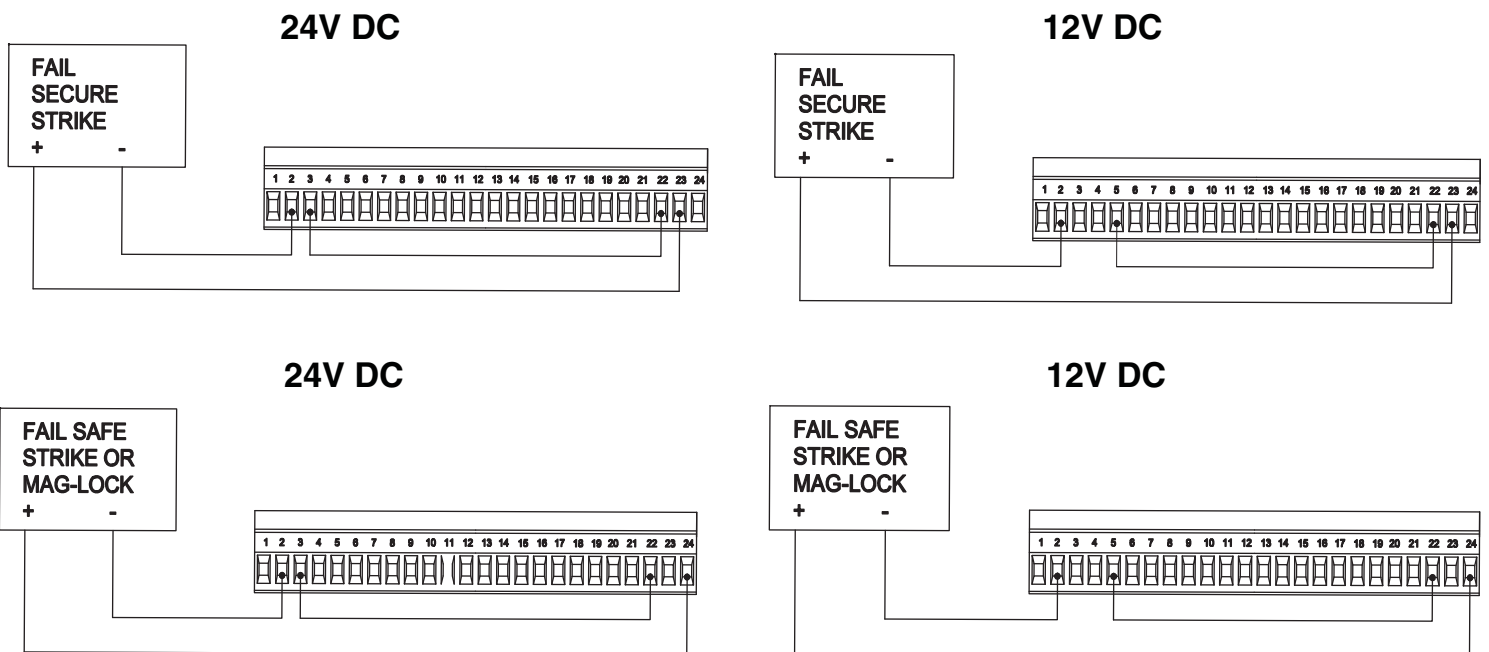 24V DC
FAIL
SECURE
STRIKE
+ -
1 2 3 4 5 6 7 8 9 10 11 12 13 14 15 16 17 18 19 20 21 22 23 24
12V DC
FAIL
SECURE
STRIKE
+ -
1 2 3 4 5 6 7 8 9 10 11 12 13 14 15 16 17 18 19 20 21 22 23 24
24V DC
FAIL SAFE
STRIKE OR
MAG-LOCK
+ -
1 2 3 4 5 6 7 8 9 10 11 12 13 14 15 16 17 18 19 20 21 22 23 24
12V DC
FAIL SAFE
STRIKE OR
MAG-LOCK
+ -
1 2 3 4 5 6 7 8 9 10 11 12 13 14 15 16 17 18 19 20 21 22 23 24